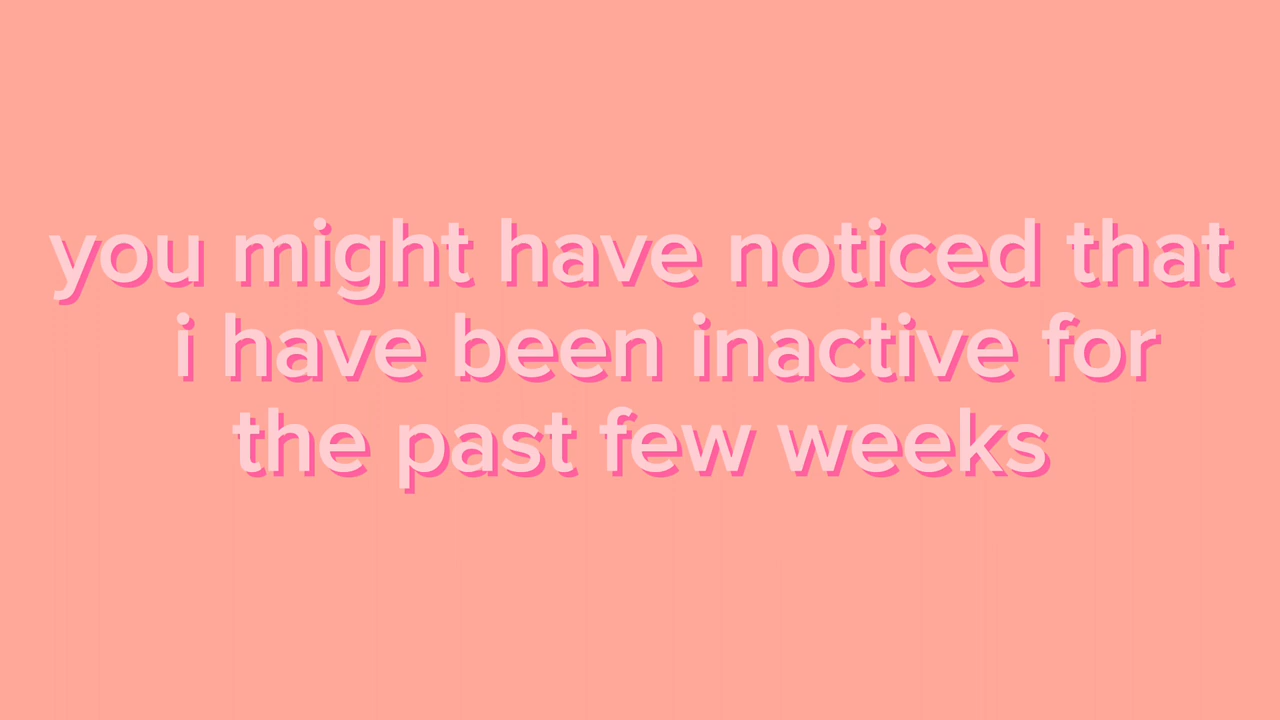 you might have noticed that
i have been inactive for
the past few weeks